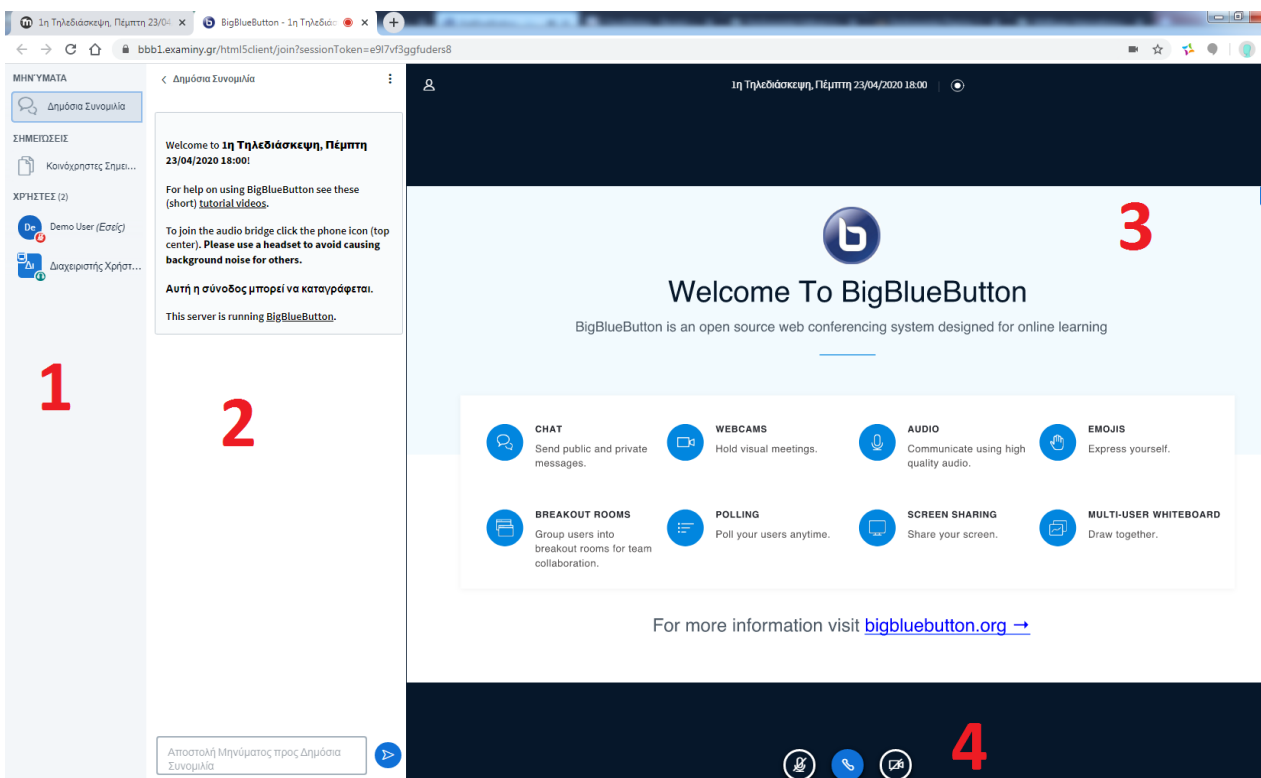 1η Τηλεδιάσκεψη, Πέμπτη 23/04
BigBlueButton - 1η Τηλεδιάσ
bbb1.examiny.gr/html5client/join?sessionToken=e9l7vf3ggfuders8
ΜΗΝΎΜΑΤΑ
Δημόσια Συνομιλία
ΣΗΜΕΙΏΣΕΙΣ
Κοινόχρηστες Σημει...
ΧΡΉΣΤΕΣ (2)
De
Demo User (Εσείς)
Δι
Διαχειριστής Χρήστ...
1
Δημόσια Συνομιλία
Welcome to 1η Τηλεδιάσκεψη, Πέμπτη
23/04/2020 18:00!
For help on using BigBlueButton see these
(short) tutorial videos.
To join the audio bridge click the phone icon (top
center). Please use a headset to avoid causing
background noise for others.
Αυτή η σύνοδος μπορεί να καταγράφεται.
This server is running BigBlueButton.
2
Αποστολή Μηνύματος προς Δημόσια
Συνομιλία
1η Τηλεδιάσκεψη, Πέμπτη 23/04/2020 18:00
3
b
Welcome To BigBlueButton
BigBlueButton is an open source web conferencing system designed for online learning
CHAT
Send public and private
messages.
WEBCAMS
Hold visual meetings.
AUDIO
Communicate using high
quality audio.
EMOJIS
Express yourself.
BREAKOUT ROOMS
Group users into
breakout rooms for team
collaboration.
POLLING
Poll your users anytime.
SCREEN SHARING
Share your screen.
MULTI-USER WHITEBOARD
Draw together.
For more information visit bigbluebutton.org →
4